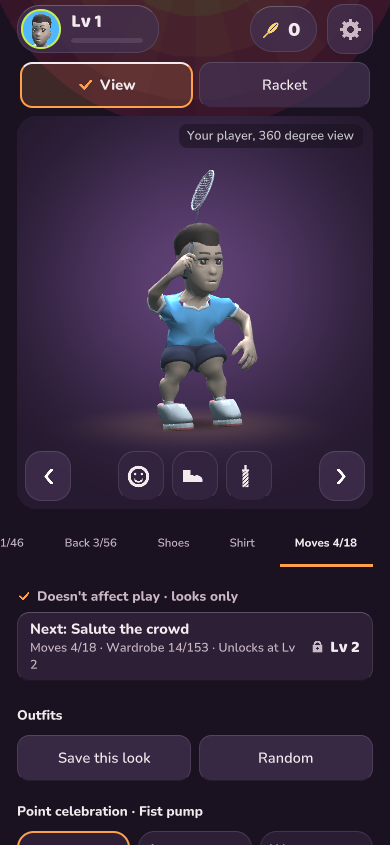 Lv 1
0
View
Racket
Your player, 360 degree view
1/46
Back 3/56
Shoes
Shirt
Moves 4/18
Doesn't affect play · looks only
Next: Salute the crowd
Moves 4/18 · Wardrobe 14/153 · Unlocks at Lv
2
Lv 2
Outfits
Save this look
Random
Point celebration · Fist pump